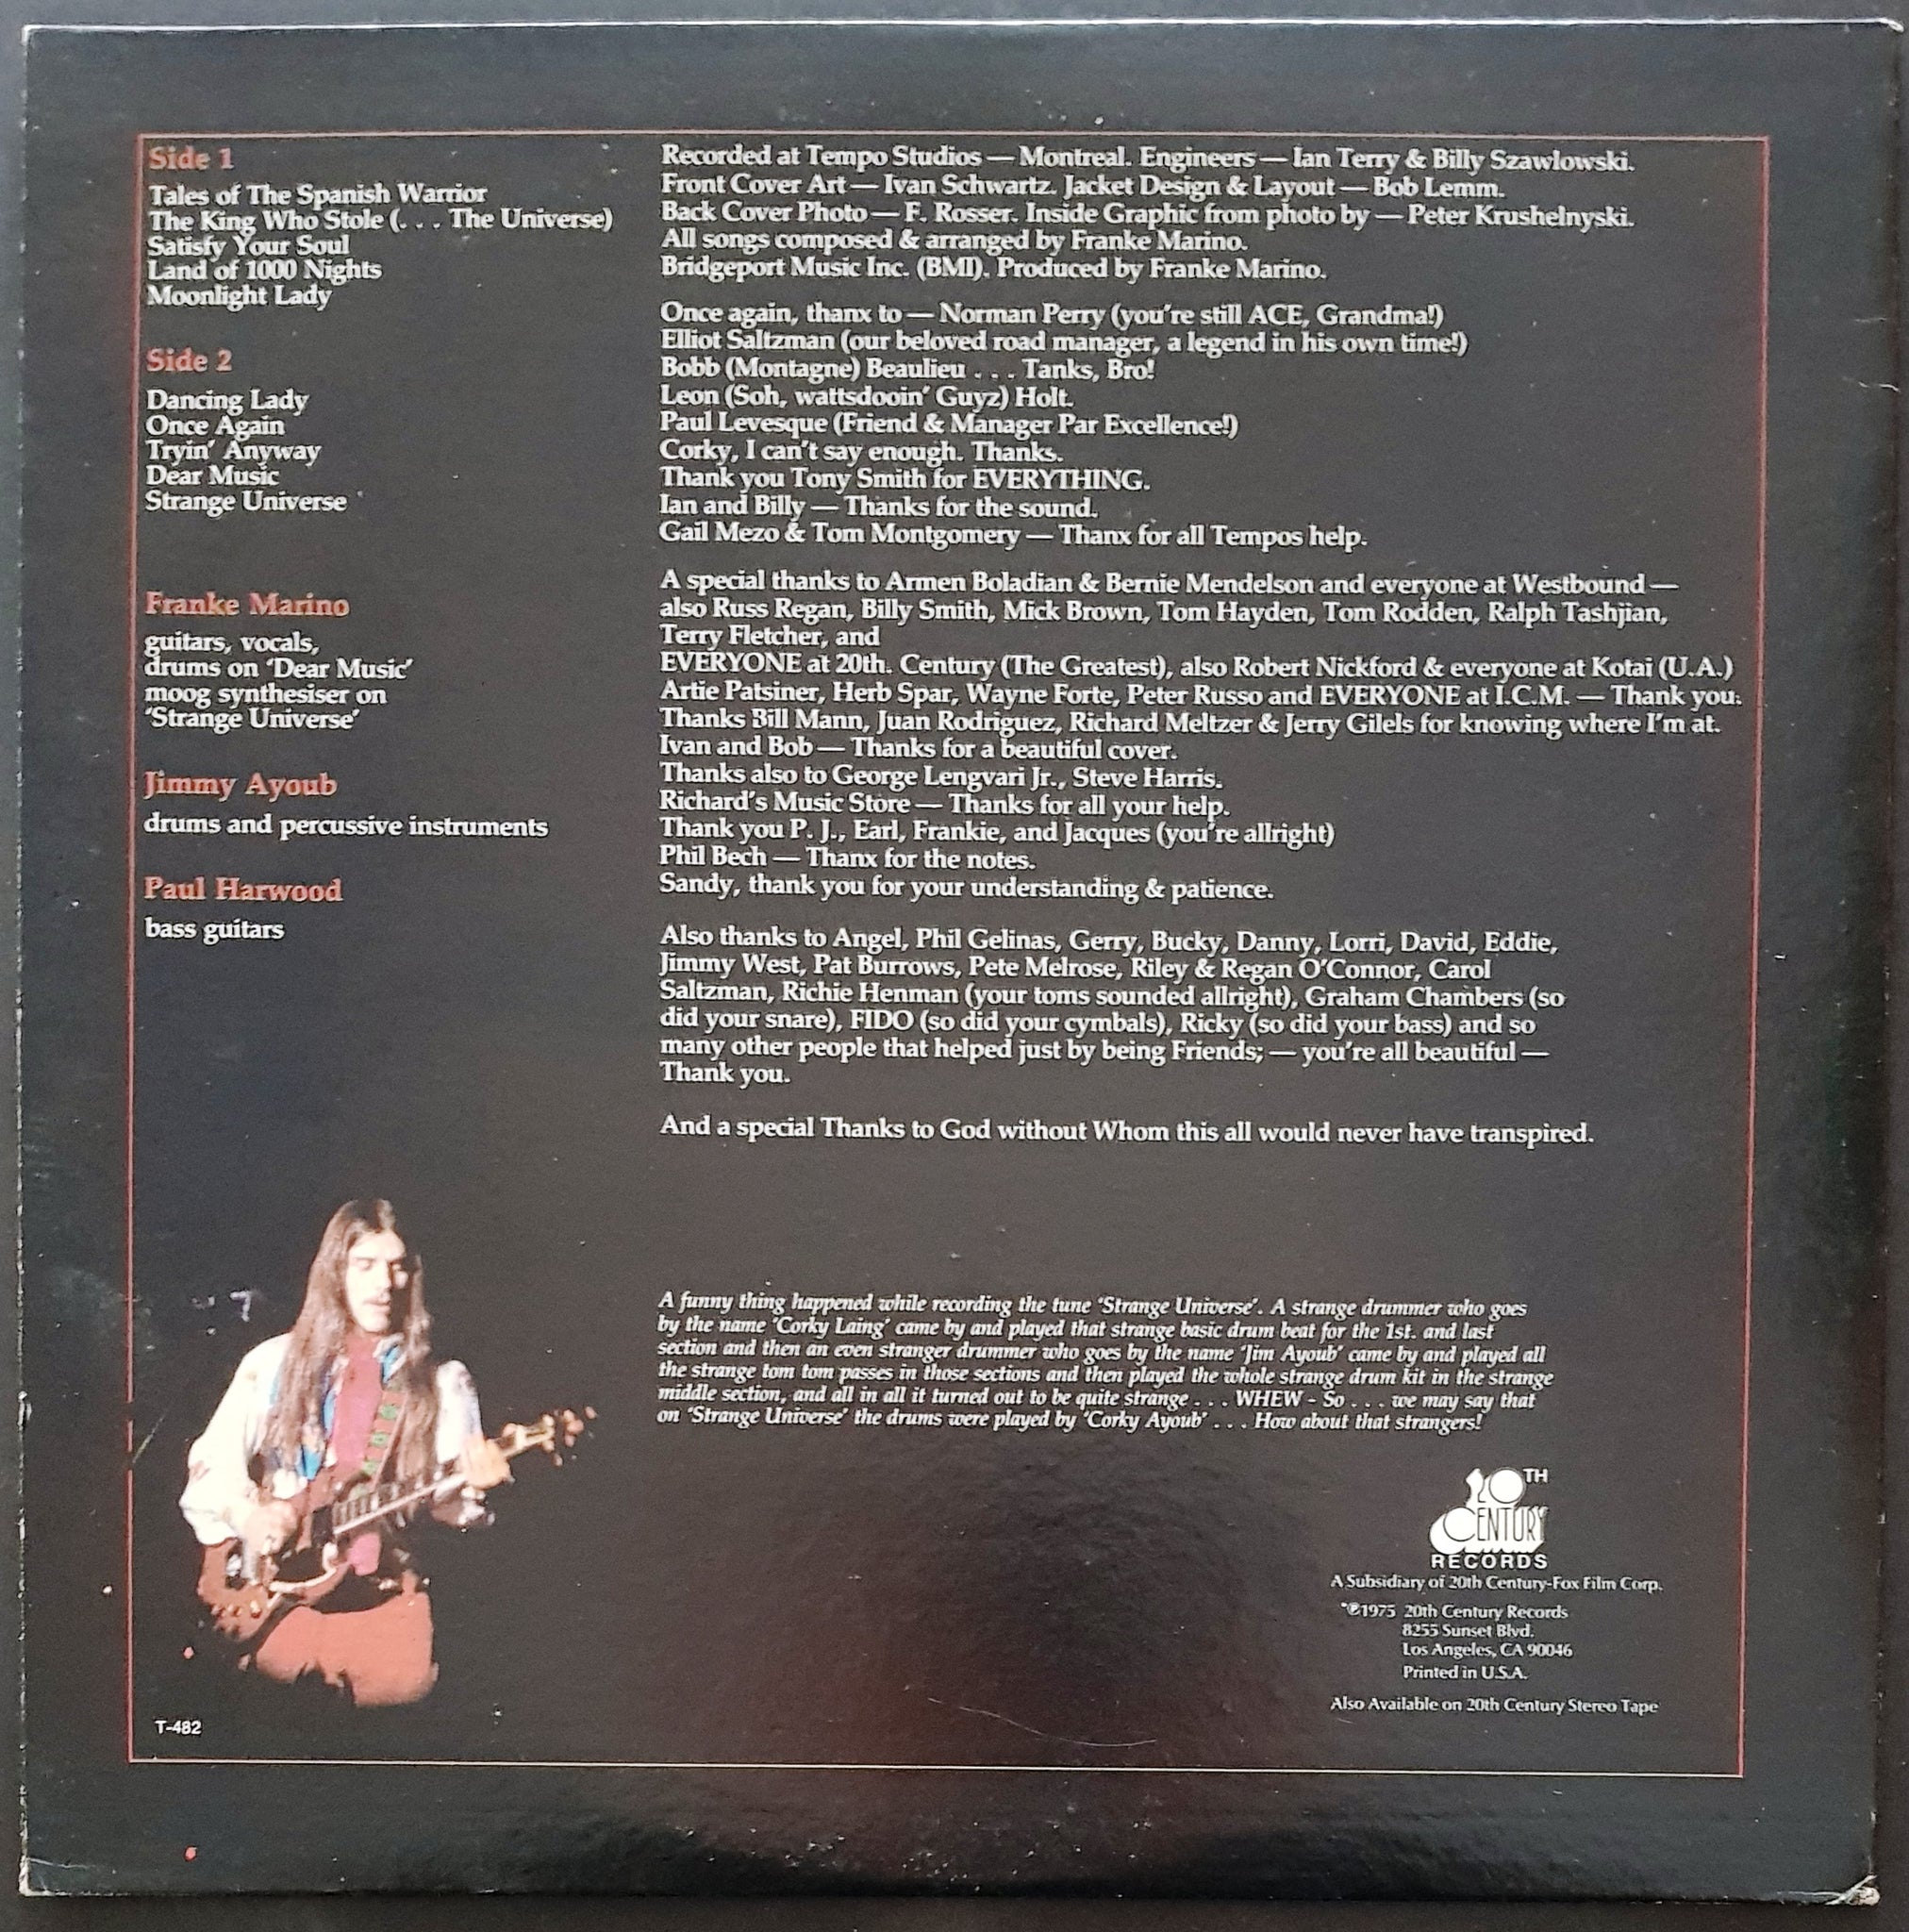 Side 1
Tales of The Spanish Warrior
The King Who Stole (. . . The Universe)
Satisfy Your Soul
Land of 1000 Nights
Moonlight Lady
Side 2
Dancing Lady
Once Again
Tryin' Anyway
Dear Music
Strange Universe
Franke Marino
guitars, vocals,
drums on 'Dear Music'
moog synthesiser on
'Strange Universe'
Jimmy Ayoub
drums and percussive instruments
Paul Harwood
bass guitars
Recorded at Tempo Studios — Montreal. Engineers — Ian Terry & Billy Szawlowski.
Front Cover Art — Ivan Schwartz. Jacket Design & Layout — Bob Lemm.
Back Cover Photo — F. Rosser. Inside Graphic from photo by — Peter Krushelnyski.
All songs composed & arranged by Franke Marino.
Bridgeport Music Inc. (BMI). Produced by Franke Marino.
Once again, thanx to — Norman Perry (you're still ACE, Grandma!)
Elliot Saltzman (our beloved road manager, a legend in his own time!)
Bobb (Montagne) Beaulieu . . . Tanks, Bro!
Leon (Soh, wattsdooin' Guyz) Holt.
Paul Levesque (Friend & Manager Par Excellence!)
Corky, I can't say enough. Thanks.
Thank you Tony Smith for EVERYTHING.
Ian and Billy — Thanks for the sound.
Gail Mezo & Tom Montgomery — Thanx for all Tempos help.
A special thanks to Armen Boladian & Bernie Mendelson and everyone at Westbound —
also Russ Regan, Billy Smith, Mick Brown, Tom Hayden, Tom Rodden, Ralph Tashjian,
Terry Fletcher, and
EVERYONE at 20th. Century (The Greatest), also Robert Nickford & everyone at Kotai (U.A.)
Artie Patsiner, Herb Spar, Wayne Forte, Peter Russo and EVERYONE at I.C.M. — Thank you.
Thanks Bill Mann, Juan Rodriguez, Richard Meltzer & Jerry Gilels for knowing where I'm at.
Ivan and Bob — Thanks for a beautiful cover.
Thanks also to George Lengvari Jr., Steve Harris.
Richard's Music Store — Thanks for all your help.
Thank you P. J., Earl, Frankie, and Jacques (you're allright)
Phil Bech — Thanx for the notes.
Sandy, thank you for your understanding & patience.
Also thanks to Angel, Phil Gelinas, Gerry, Bucky, Danny, Lorri, David, Eddie,
Jimmy West, Pat Burrows, Pete Melrose, Riley & Regan O'Connor, Carol
Saltzman, Richie Henman (your toms sounded allright), Graham Chambers (so
did your snare), FIDO (so did your cymbals), Ricky (so did your bass) and so
many other people that helped just by being Friends; — you're all beautiful —
Thank you.
And a special Thanks to God without Whom this all would never have transpired.
A funny thing happened while recording the tune 'Strange Universe'. A strange drummer who goes
by the name 'Corky Laing' came by and played that strange basic drum beat for the 1st. and last
section and then an even stranger drummer who goes by the name 'Jim Ayoub' came by and played all
the strange tom tom passes in those sections and then played the whole strange drum kit in the strange
middle section, and all in all it turned out to be quite strange . . . WHEW - So . . . we may say that
on 'Strange Universe' the drums were played by 'Corky Ayoub' . . . How about that strangers!
20TH
CENTURY
RECORDS
A Subsidiary of 20th Century-Fox Film Corp.
℗1975 20th Century Records
8255 Sunset Blvd.
Los Angeles, CA 90046
Printed in U.S.A.
Also Available on 20th Century Stereo Tape
T-482